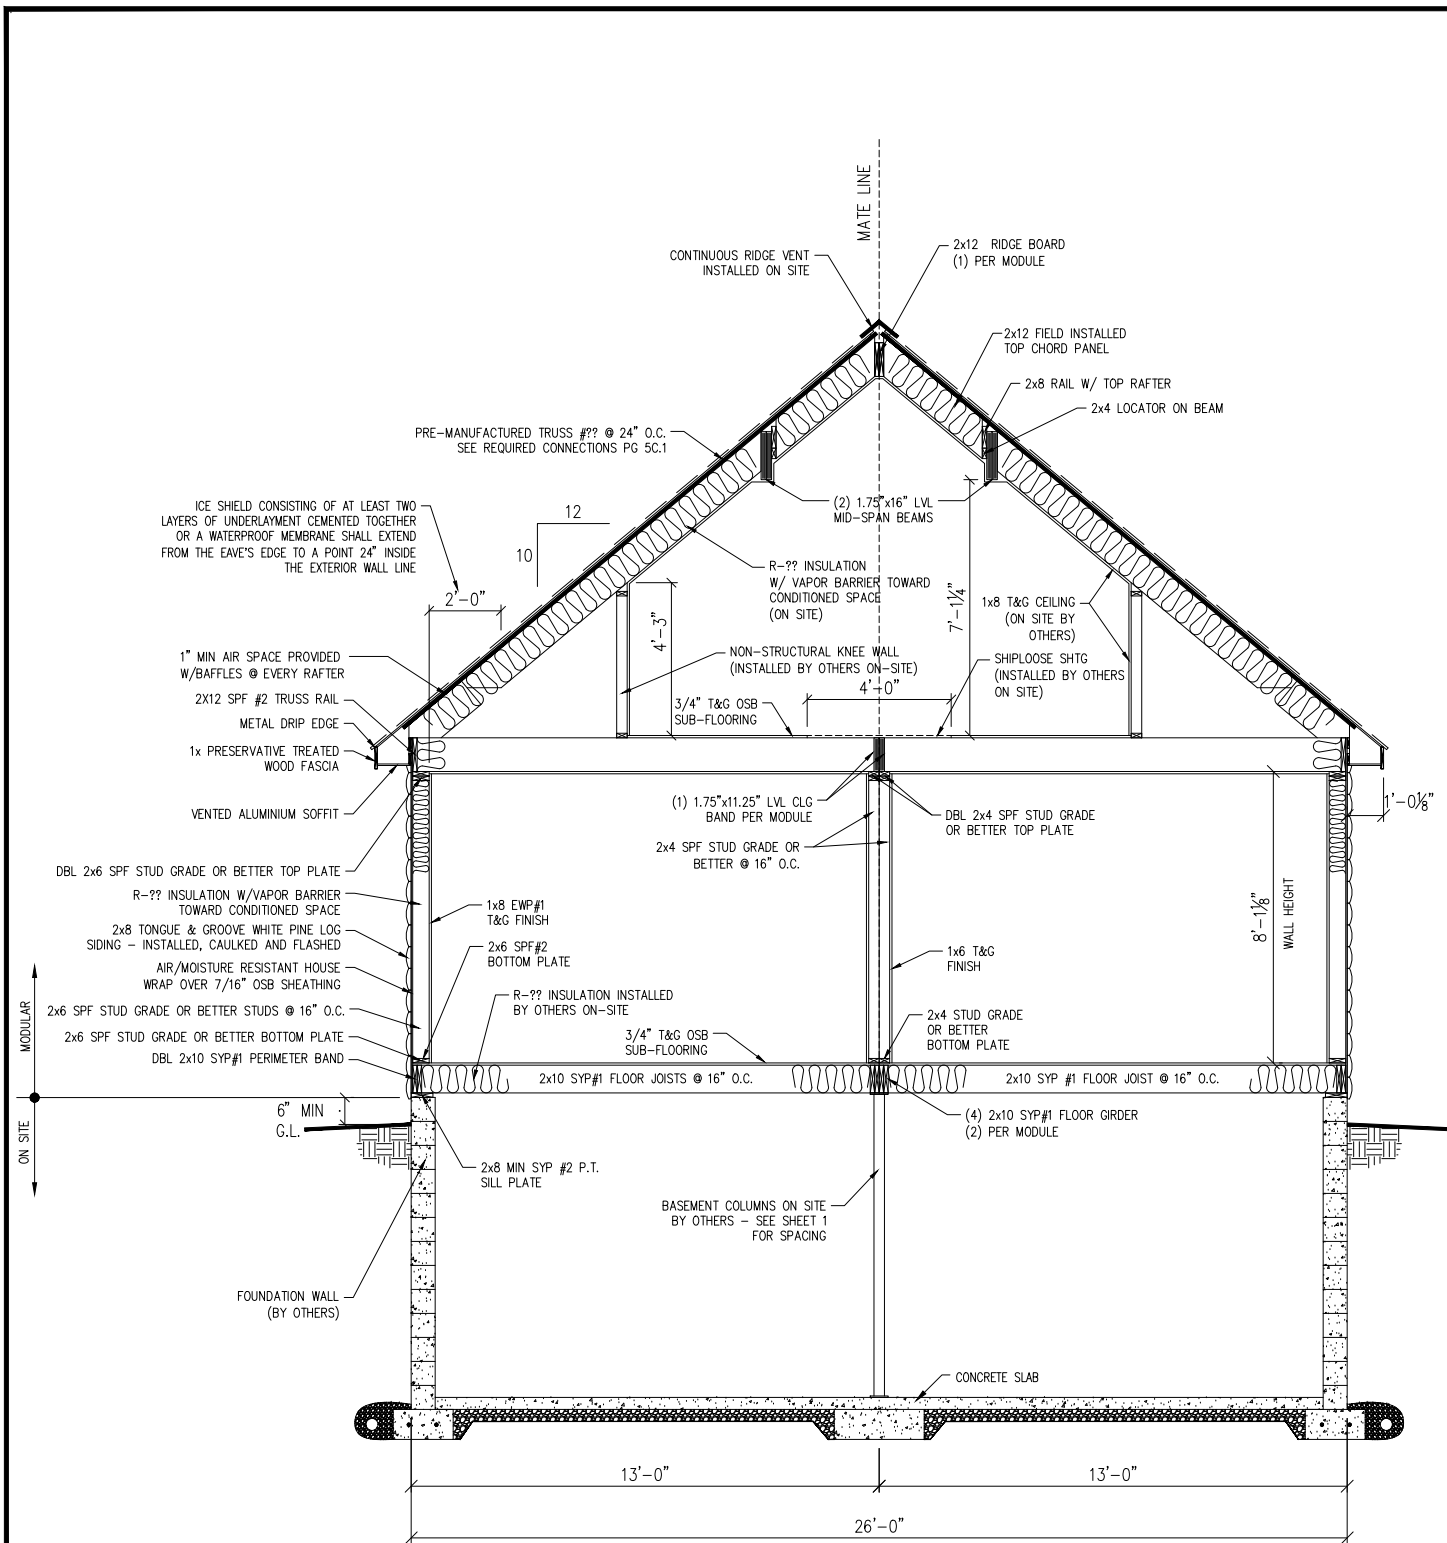 MATE LINE
2x12 RIDGE BOARD
(1) PER MODULE
CONTINUOUS RIDGE VENT
INSTALLED ON SITE
2x12 FIELD INSTALLED
TOP CHORD PANEL
2x8 RAIL W/ TOP RAFTER
2x4 LOCATOR ON BEAM
PRE-MANUFACTURED TRUSS #?? @ 24" O.C.
SEE REQUIRED CONNECTIONS PG 5C.1
ICE SHIELD CONSISTING OF AT LEAST TWO
LAYERS OF UNDERLAYMENT CEMENTED TOGETHER
OR A WATERPROOF MEMBRANE SHALL EXTEND
FROM THE EAVE'S EDGE TO A POINT 24" INSIDE
THE EXTERIOR WALL LINE
12
10
(2) 1.75"x16" LVL
MID-SPAN BEAMS
2'-0"
R-?? INSULATION
W/ VAPOR BARRIER TOWARD
CONDITIONED SPACE
(ON SITE)
4'-3"
7'-1¼"
1x8 T&G CEILING
(ON SITE BY
OTHERS)
1" MIN AIR SPACE PROVIDED
W/BAFFLES @ EVERY RAFTER
NON-STRUCTURAL KNEE WALL
(INSTALLED BY OTHERS ON-SITE)
SHIPLOOSE SHTG
(INSTALLED BY OTHERS
ON SITE)
4'-0"
2X12 SPF #2 TRUSS RAIL
3/4" T&G OSB
SUB-FLOORING
METAL DRIP EDGE
1x PRESERVATIVE TREATED
WOOD FASCIA
VENTED ALUMINIUM SOFFIT
(1) 1.75"x11.25" LVL CLG
BAND PER MODULE
DBL 2x4 SPF STUD GRADE
OR BETTER TOP PLATE
1'-0⅛"
2x4 SPF STUD GRADE OR
BETTER @ 16" O.C.
DBL 2x6 SPF STUD GRADE OR BETTER TOP PLATE
R-?? INSULATION W/VAPOR BARRIER
TOWARD CONDITIONED SPACE
1x8 EWP#1
T&G FINISH
8'-1⅛"
WALL HEIGHT
2x8 TONGUE & GROOVE WHITE PINE LOG
SIDING - INSTALLED, CAULKED AND FLASHED
2x6 SPF#2
BOTTOM PLATE
1x6 T&G
FINISH
AIR/MOISTURE RESISTANT HOUSE
WRAP OVER 7/16" OSB SHEATHING
R-?? INSULATION INSTALLED
BY OTHERS ON-SITE
2x6 SPF STUD GRADE OR BETTER STUDS @ 16" O.C.
2x4 STUD GRADE
OR BETTER
BOTTOM PLATE
MODULAR
2x6 SPF STUD GRADE OR BETTER BOTTOM PLATE
3/4" T&G OSB
SUB-FLOORING
DBL 2x10 SYP#1 PERIMETER BAND
2x10 SYP#1 FLOOR JOISTS @ 16" O.C.
2x10 SYP #1 FLOOR JOIST @ 16" O.C.
6" MIN
G.L.
(4) 2x10 SYP#1 FLOOR GIRDER
(2) PER MODULE
ON SITE
2x8 MIN SYP #2 P.T.
SILL PLATE
BASEMENT COLUMNS ON SITE
BY OTHERS - SEE SHEET 1
FOR SPACING
FOUNDATION WALL
(BY OTHERS)
CONCRETE SLAB
13'-0"
13'-0"
26'-0"